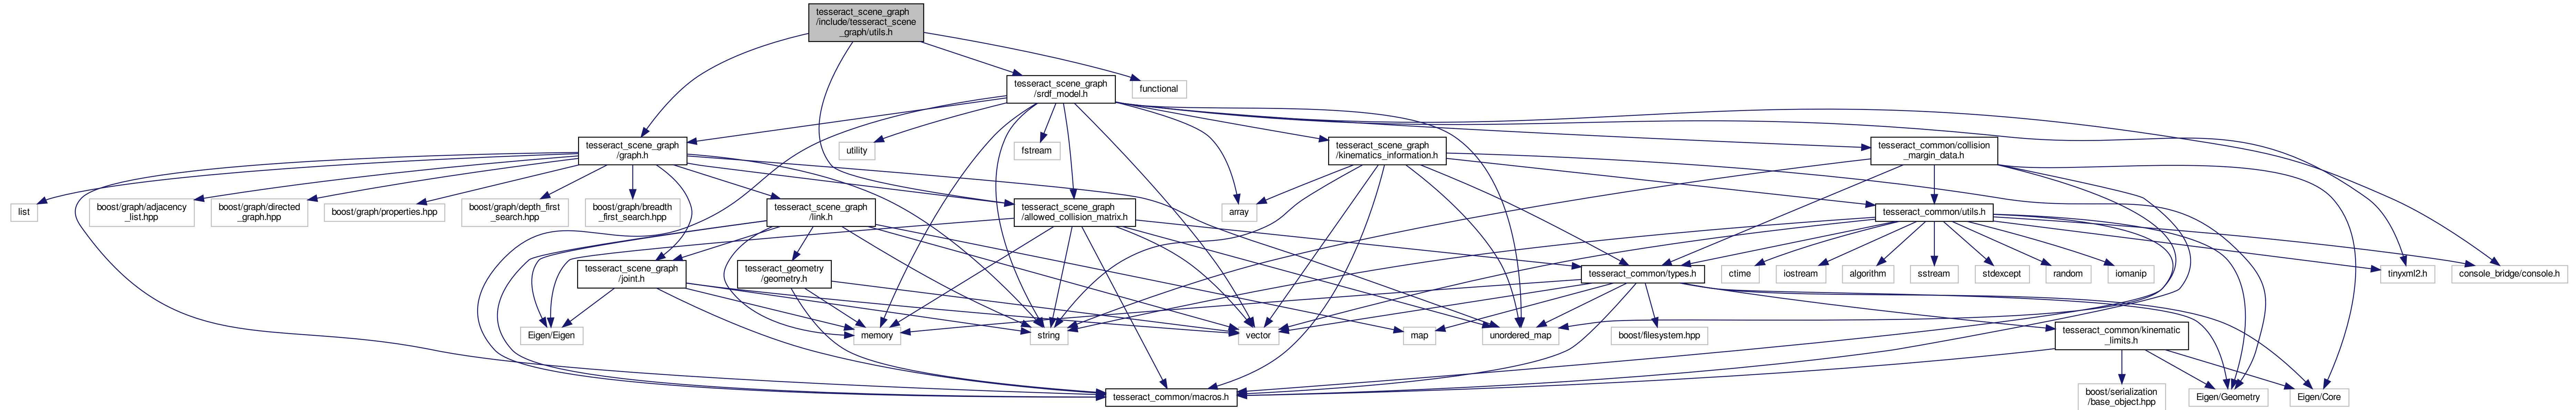 tesseract_scene_graph
/include/tesseract_scene
_graph/utils.h
tesseract_scene_graph
/srdf_model.h
functional
tesseract_scene_graph
/graph.h
utility
fstream
tesseract_scene_graph
/kinematics_information.h
tesseract_common/collision
_margin_data.h
list
boost/graph/adjacency
_list.hpp
boost/graph/directed
_graph.hpp
boost/graph/properties.hpp
boost/graph/depth_first
_search.hpp
boost/graph/breadth
_first_search.hpp
tesseract_scene_graph
/link.h
tesseract_scene_graph
/allowed_collision_matrix.h
array
tesseract_common/utils.h
tesseract_scene_graph
/joint.h
tesseract_geometry
/geometry.h
tesseract_common/types.h
ctime
iostream
algorithm
sstream
stdexcept
random
iomanip
tinyxml2.h
console_bridge/console.h
Eigen/Eigen
memory
string
vector
map
unordered_map
boost/filesystem.hpp
tesseract_common/kinematic
_limits.h
tesseract_common/macros.h
boost/serialization
/base_object.hpp
Eigen/Geometry
Eigen/Core